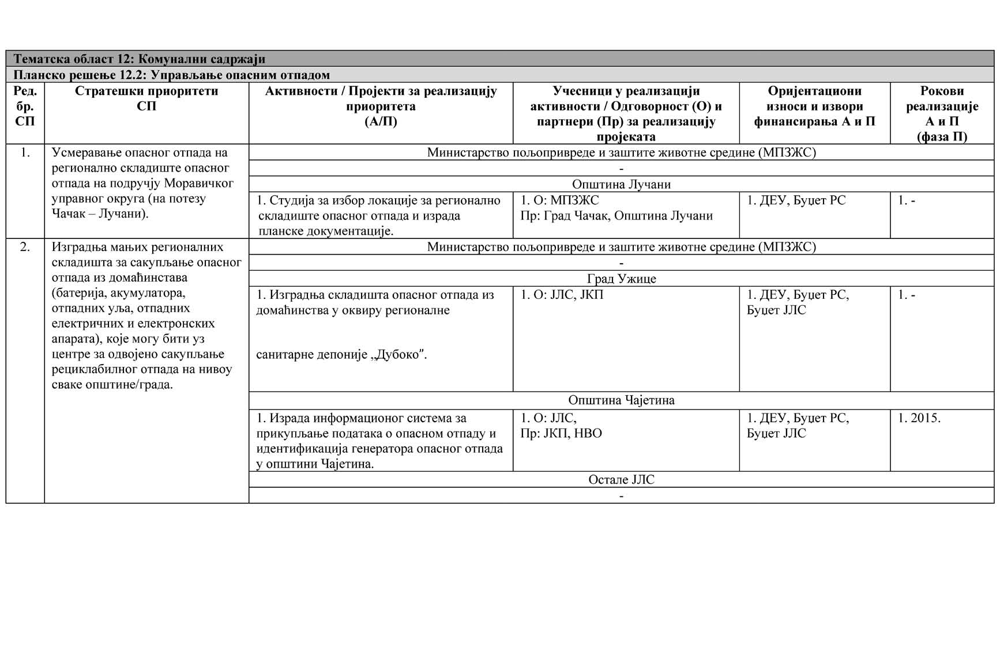 Тематска област 12: Комунални садржаји
Планско решење 12.2: Управљање опасним отпадом
Ред.
бр.
СП
Стратешки приоритети
СП
Активности / Пројекти за реализацију
приоритета
(А/П)
Учесници у реализацији
активности / Одговорност (О) и
партнери (Пр) за реализацију
пројеката
Оријентациони
износи и извори
финансирања А и П
Рокови
реализације
А и П
(фаза П)
1.
Усмеравање опасног отпада на
регионално складиште опасног
отпада на подручју Моравичког
управног округа (на потезу
Чачак – Лучани).
Министарство пољопривреде и заштите животне средине (МПЗЖС)
-
Општина Лучани
1. Студија за избор локације за регионално
складиште опасног отпада и израда
планске документације.
1. О: МПЗЖС
Пр: Град Чачак, Општина Лучани
1. ДЕУ, Буџет РС
1. -
2.
Изградња мањих регионалних
складишта за сакупљање опасног
отпада из домаћинстава
(батерија, акумулатора,
отпадних уља, отпадних
електричних и електронских
апарата), које могу бити уз
центре за одвојено сакупљање
рециклабилног отпада на нивоу
сваке општине/града.
Министарство пољопривреде и заштите животне средине (МПЗЖС)
-
Град Ужице
1. Изградња складишта опасног отпада из
домаћинства у оквиру регионалне
санитарне депоније „Дубоко”.
1. О: ЈЛС, ЈКП
1. ДЕУ, Буџет РС,
Буџет ЈЛС
1. -
Општина Чајетина
1. Израда информационог система за
прикупљање података о опасном отпаду и
идентификација генератора опасног отпада
у општини Чајетина.
1. О: ЈЛС,
Пр: ЈКП, НВО
1. ДЕУ, Буџет РС,
Буџет ЈЛС
1. 2015.
Остале ЈЛС
-